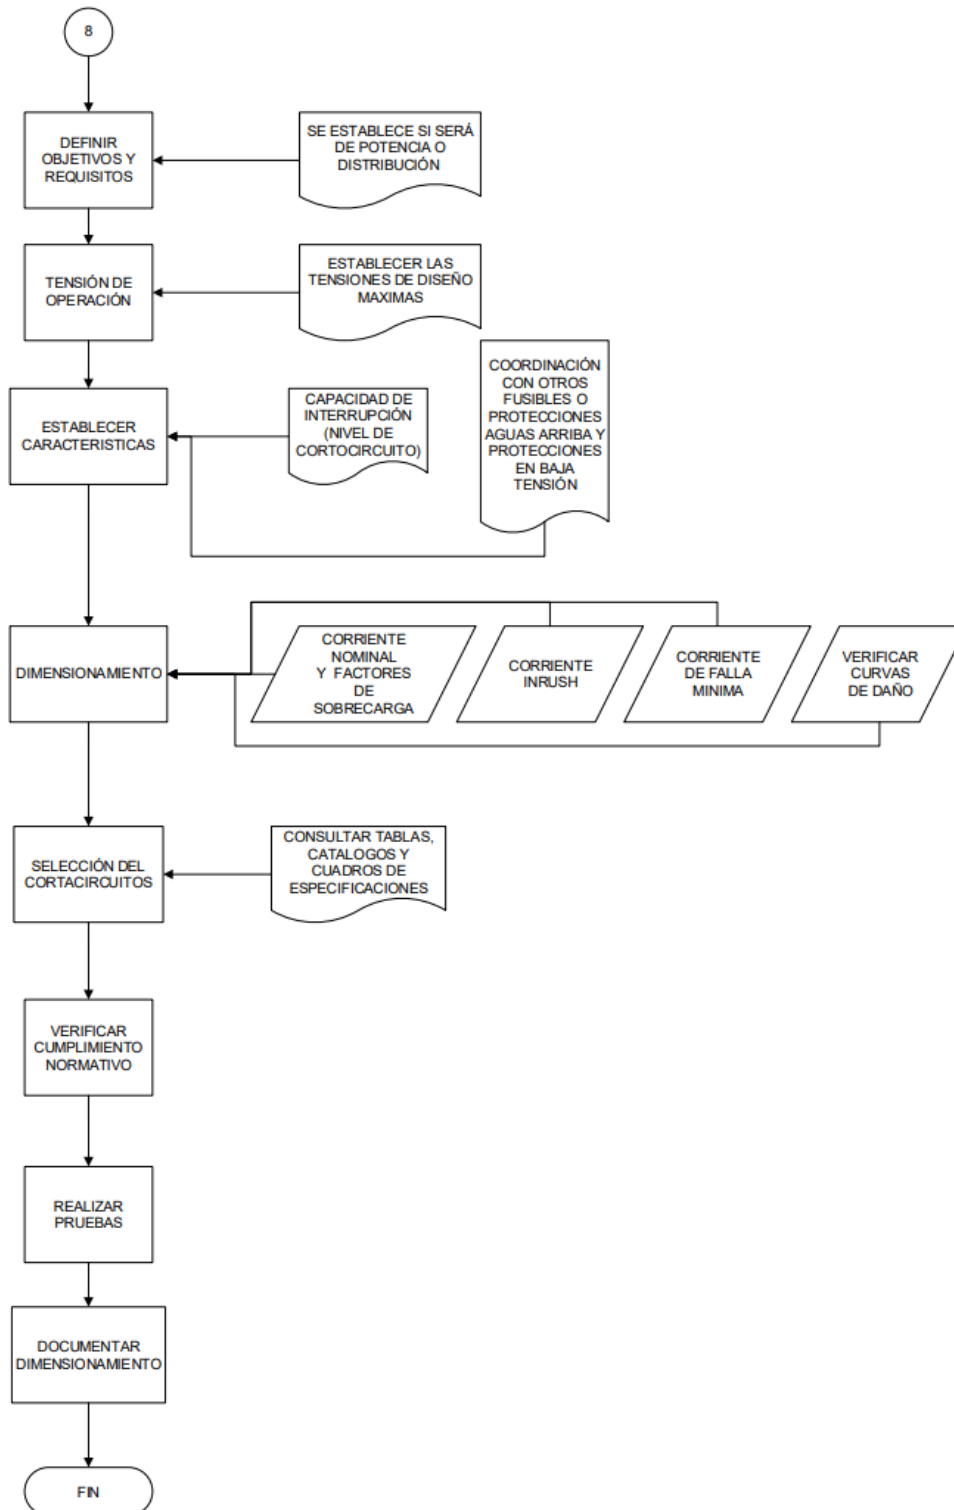 8
DEFINIR
OBJETIVOS Y
REQUISITOS
SE ESTABLECE SI SERÁ
DE POTENCIA O
DISTRIBUCIÓN
TENSIÓN DE
OPERACIÓN
ESTABLECER LAS
TENSIONES DE DISEÑO
MAXIMAS
ESTABLECER
CARACTERISTICAS
CAPACIDAD DE
INTERRUPCIÓN
(NIVEL DE
CORTOCIRCUITO)
COORDINACIÓN
CON OTROS
FUSIBLES O
PROTECCIONES
AGUAS ARRIBA Y
PROTECCIONES
EN BAJA
TENSIÓN
DIMENSIONAMIENTO
CORRIENTE
NOMINAL
Y FACTORES
DE
SOBRECARGA
CORRIENTE
INRUSH
CORRIENTE
DE FALLA
MINIMA
VERIFICAR
CURVAS
DE DAÑO
SELECCIÓN DEL
CORTACIRCUITOS
CONSULTAR TABLAS,
CATALOGOS Y
CUADROS DE
ESPECIFICACIONES
VERIFICAR
CUMPLIMIENTO
NORMATIVO
REALIZAR
PRUEBAS
DOCUMENTAR
DIMENSIONAMIENTO
FIN